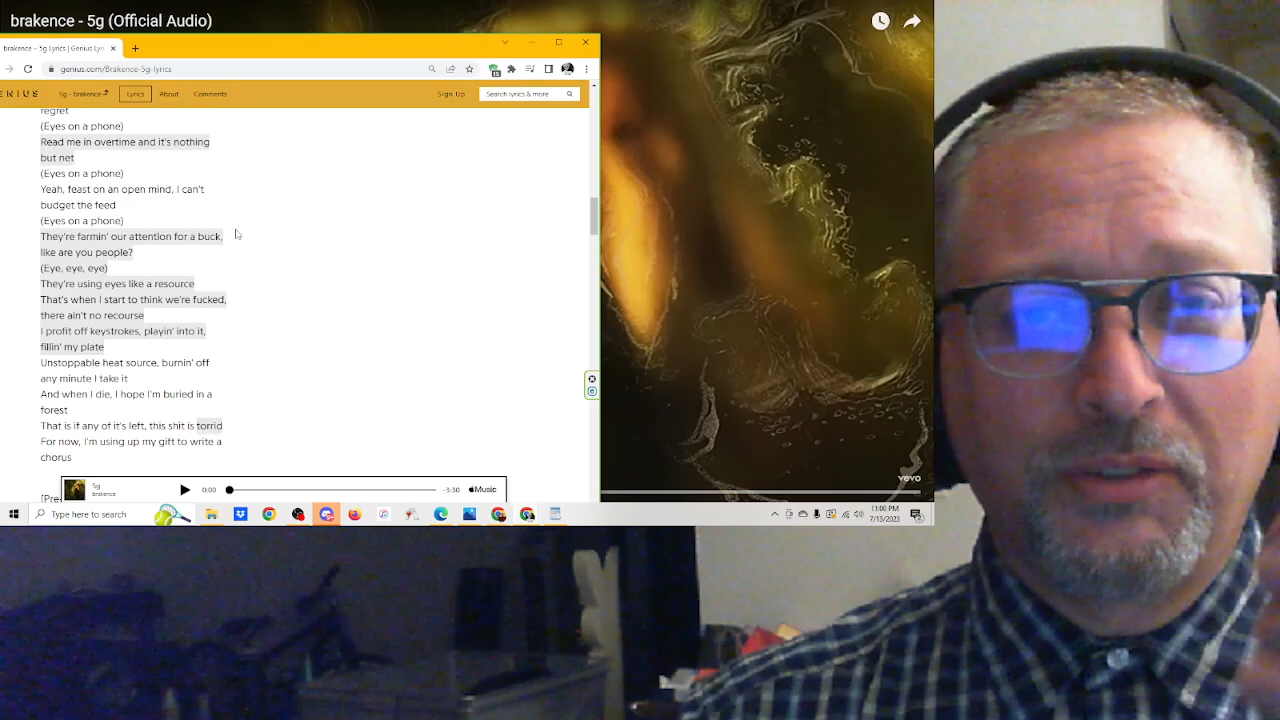 brakence - 5g (Official Audio)
brakence – 5g Lyrics | Genius Lyr
genius.com/Brakence-5g-lyrics
15
ENIUS
5g - brakence
Lyrics
About
Comments
Sign Up
Search lyrics & more
regret
(Eyes on a phone)
Read me in overtime and it's nothing
but net
(Eyes on a phone)
Yeah, feast on an open mind, I can't
budget the feed
(Eyes on a phone)
They're farmin' our attention for a buck,
like are you people?
(Eye, eye, eye)
They're using eyes like a resource
That's when I start to think we're fucked,
there ain't no recourse
I profit off keystrokes, playin' into it,
fillin' my plate
Unstoppable heat source, burnin' off
any minute I take it
And when I die, I hope I'm buried in a
forest
That is if any of it's left, this shit is torrid
For now, I'm using up my gift to write a
chorus
[Pre
5g
brakence
0:00
-3:30
Music
vevo
Type here to search
11:00 PM
7/13/2023